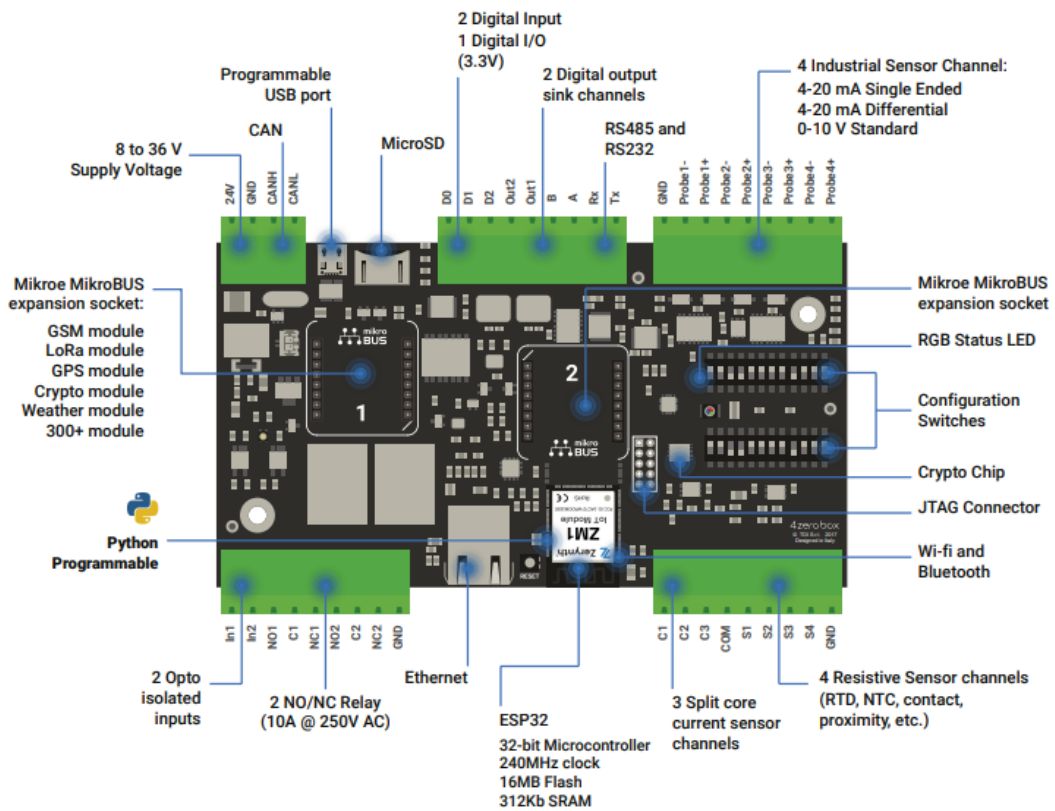 2 Digital Input
1 Digital I/O
(3.3V)
Programmable
USB port
2 Digital output
sink channels
4 Industrial Sensor Channel:
4-20 mA Single Ended
4-20 mA Differential
0-10 V Standard
CAN
MicroSD
RS485 and
RS232
8 to 36 V
Supply Voltage
24V
GND
CANH
CANL
D0
D1
D2
Out2
Out1
B
A
Rx
Tx
GND
Probe1-
Probe1+
Probe2-
Probe2+
Probe3-
Probe3+
Probe4-
Probe4+
Mikroe MikroBUS
expansion socket:
GSM module
LoRa module
GPS module
Crypto module
Weather module
300+ module
mikro
BUS
1
2
mikro
BUS
Mikroe MikroBUS
expansion socket
RGB Status LED
Configuration
Switches
Crypto Chip
JTAG Connector
Wi-fi and
Bluetooth
Python
Programmable
RoHS
ZM1
IoT Module
Zerynth
RESET
4zerobox
© TOI S.r.l. 2017
Designed in Italy
In1
In2
NO1
C1
NC1
NO2
C2
NC2
GND
C1
C2
C3
COM
S1
S2
S3
S4
GND
2 Opto
isolated
inputs
2 NO/NC Relay
(10A @ 250V AC)
Ethernet
ESP32
32-bit Microcontroller
240MHz clock
16MB Flash
312Kb SRAM
3 Split core
current sensor
channels
4 Resistive Sensor channels
(RTD, NTC, contact,
proximity, etc.)